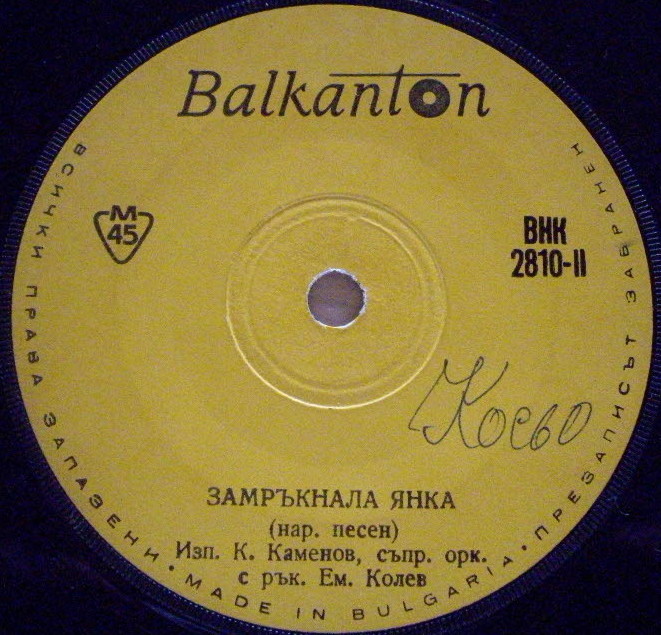 Balkanton
M
45
ВНК
2810-II
Косьо
ЗАМРЪКНАЛА ЯНКА
(нар. песен)
Изп. К. Каменов, съпр. орк.
с рък. Ем. Колев
ВСИЧКИ ПРАВА ЗАПАЗЕНИ • MADE IN BULGARIA • ПРЕЗАПИСЪТ ЗАБРАНЕН